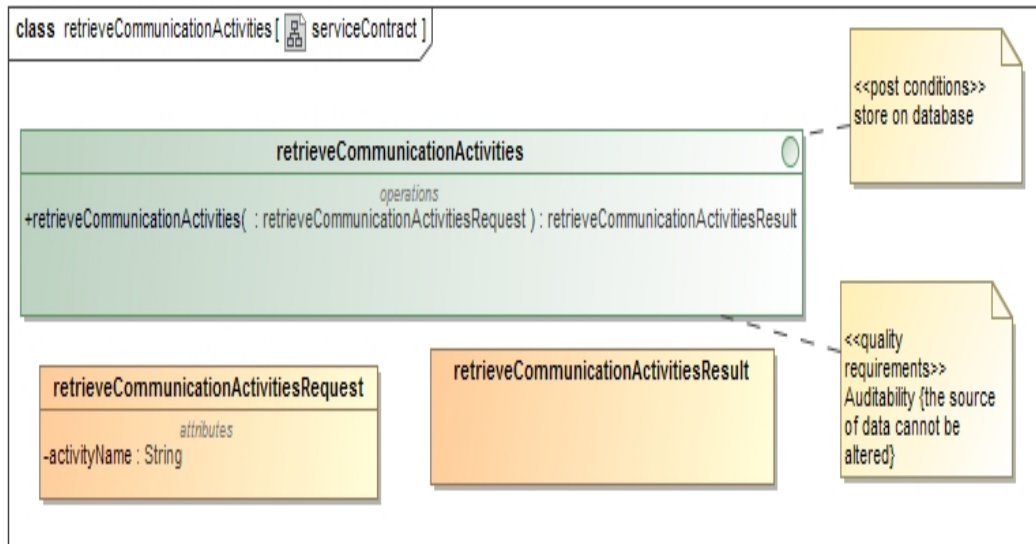 class retrieveCommunicationActivities [ serviceContract ]
<<post conditions>>
store on database
retrieveCommunicationActivities
operations
+retrieveCommunicationActivities( : retrieveCommunicationActivitiesRequest ) : retrieveCommunicationActivitiesResult
<<quality
requirements>>
Auditability {the source
of data cannot be
altered}
retrieveCommunicationActivitiesRequest
attributes
-activityName : String
retrieveCommunicationActivitiesResult